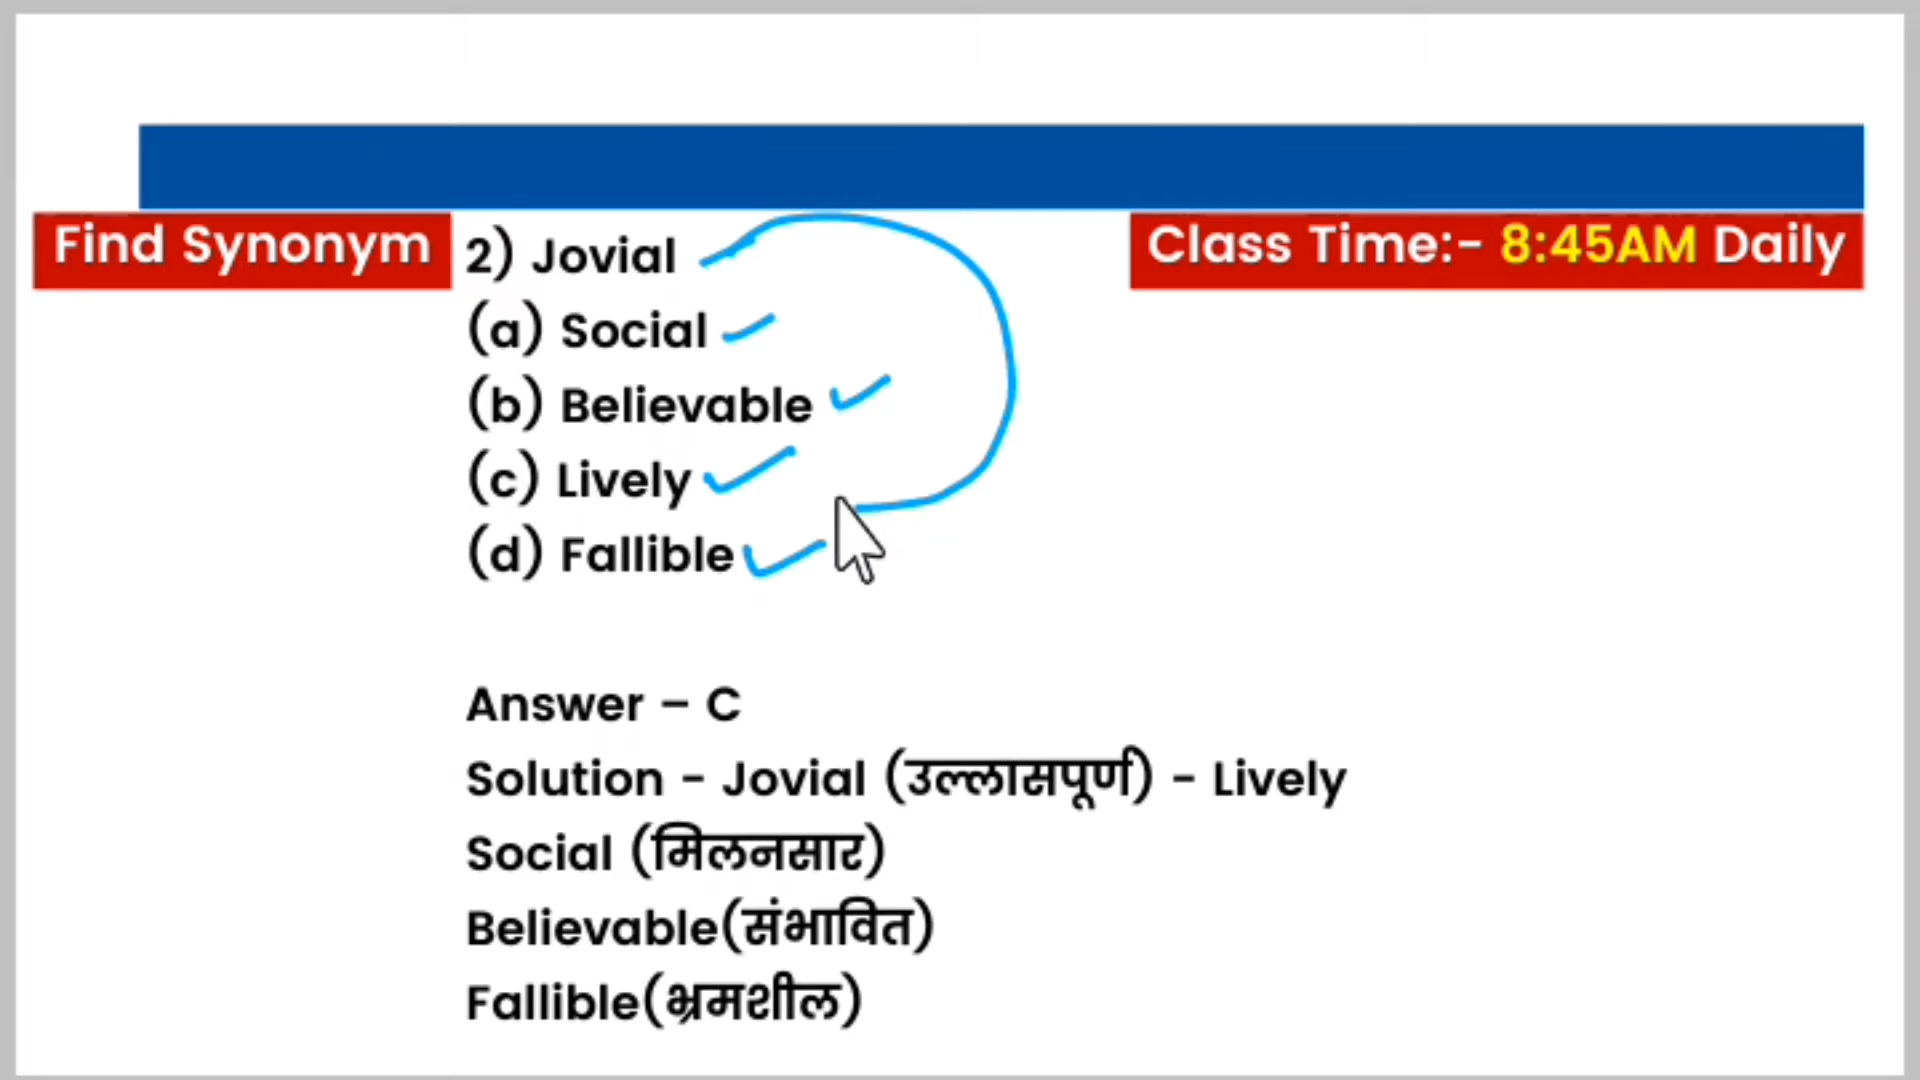 Find Synonym
Class Time:- 8:45AM Daily
2) Jovial
(a) Social
(b) Believable
(c) Lively
(d) Fallible
Answer – C
Solution - Jovial (उल्लासपूर्ण) - Lively
Social (मिलनसार)
Believable(संभावित)
Fallible(भ्रमशील)